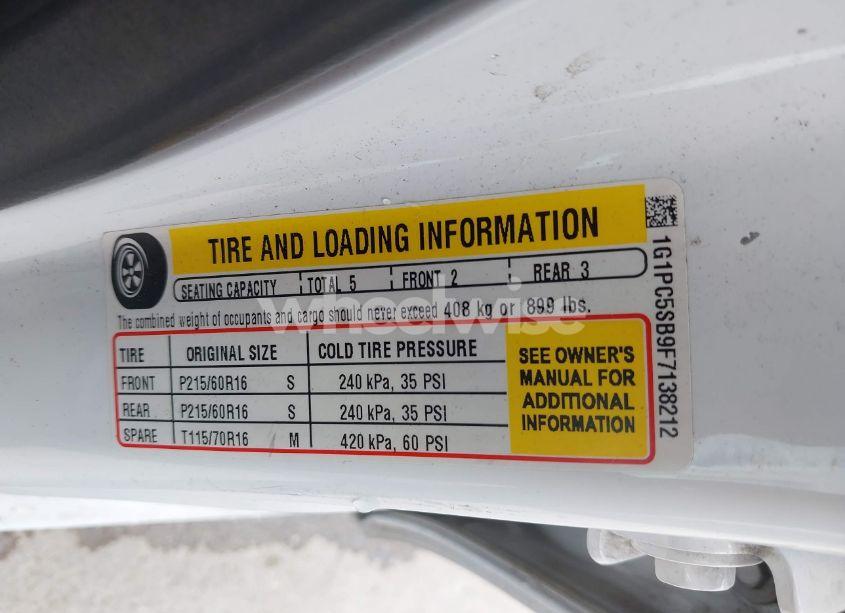 TIRE AND LOADING INFORMATION
SEATING CAPACITY TOTAL 5 FRONT 2 REAR 3
The combined weight of occupants and cargo should never exceed 408 kg or 899 lbs.
TIRE ORIGINAL SIZE COLD TIRE PRESSURE
FRONT P215/60R16 S 240 kPa, 35 PSI
REAR P215/60R16 S 240 kPa, 35 PSI
SPARE T115/70R16 M 420 kPa, 60 PSI
SEE OWNER'S
MANUAL FOR
ADDITIONAL
INFORMATION
1G1PC5SB9F7138212
wheelwise